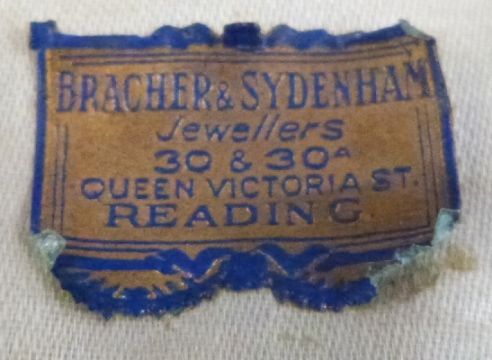 BRACHER & SYDENHAM
Jewellers
30 & 30A
QUEEN VICTORIA ST.
READING